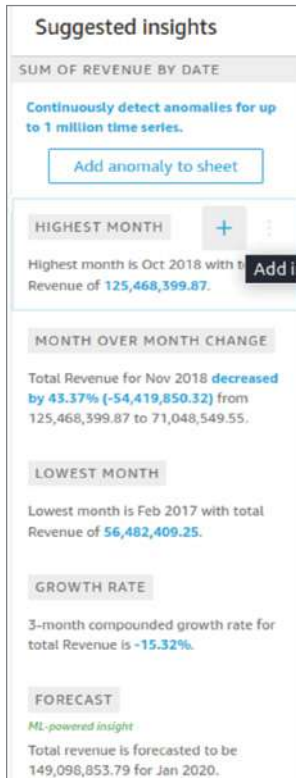 Suggested insights
SUM OF REVENUE BY DATE
Continuously detect anomalies for up
to 1 million time series.
Add anomaly to sheet
HIGHEST MONTH +
Highest month is Oct 2018 with
Add
Revenue of 125,468,399.87.
MONTH OVER MONTH CHANGE
Total Revenue for Nov 2018 decreased
by 43.37% (-54,419,850.32) from
125,468,399.87 to 71,048,549.55.
LOWEST MONTH
Lowest month is Feb 2017 with total
Revenue of 56,482,409.25.
GROWTH RATE
3-month compounded growth rate for
total Revenue is -15.32%.
FORECAST
ML-powered insight
Total revenue is forecasted to be
149,098,853.79 for Jan 2020.